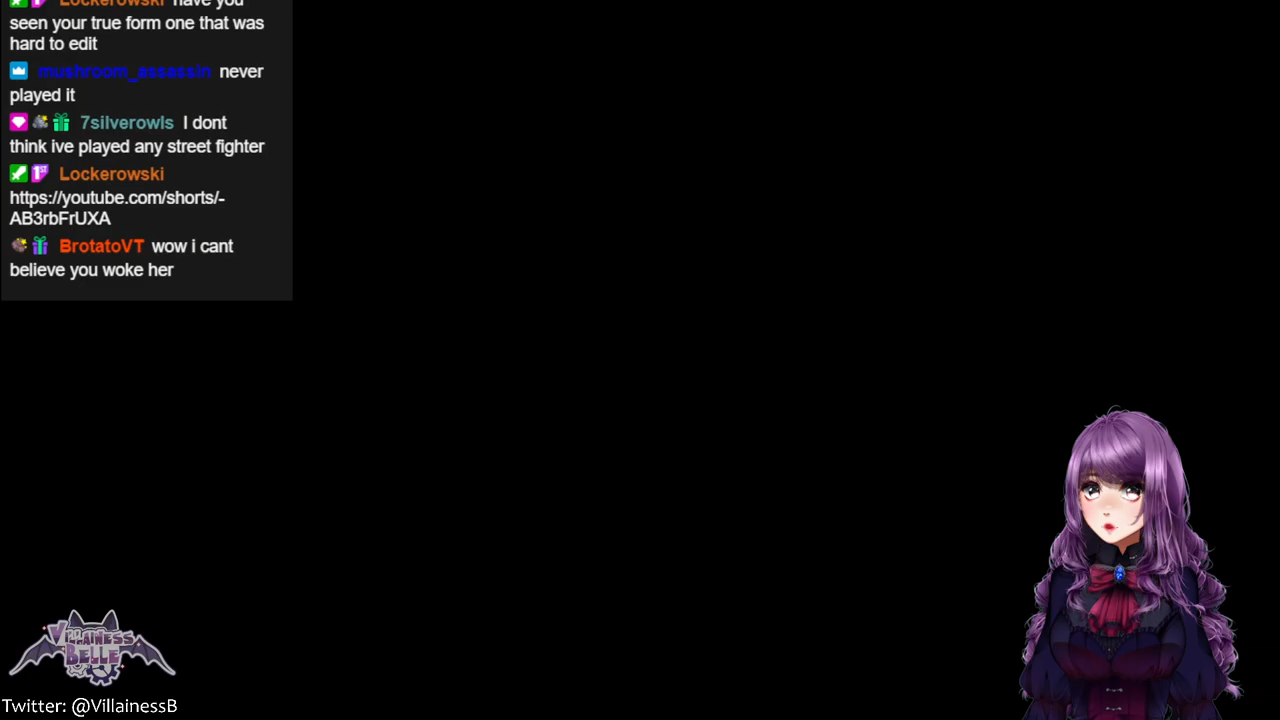 Lockerowski have you
seen your true form one that was
hard to edit
mushroom_assassin never
played it
7silverowls I dont
think ive played any street fighter
1ST Lockerowski
https://youtube.com/shorts/-
AB3rbFrUXA
BrotatoVT wow i cant
believe you woke her
VILLAINESS
BELLE
Twitter: @VillainessB